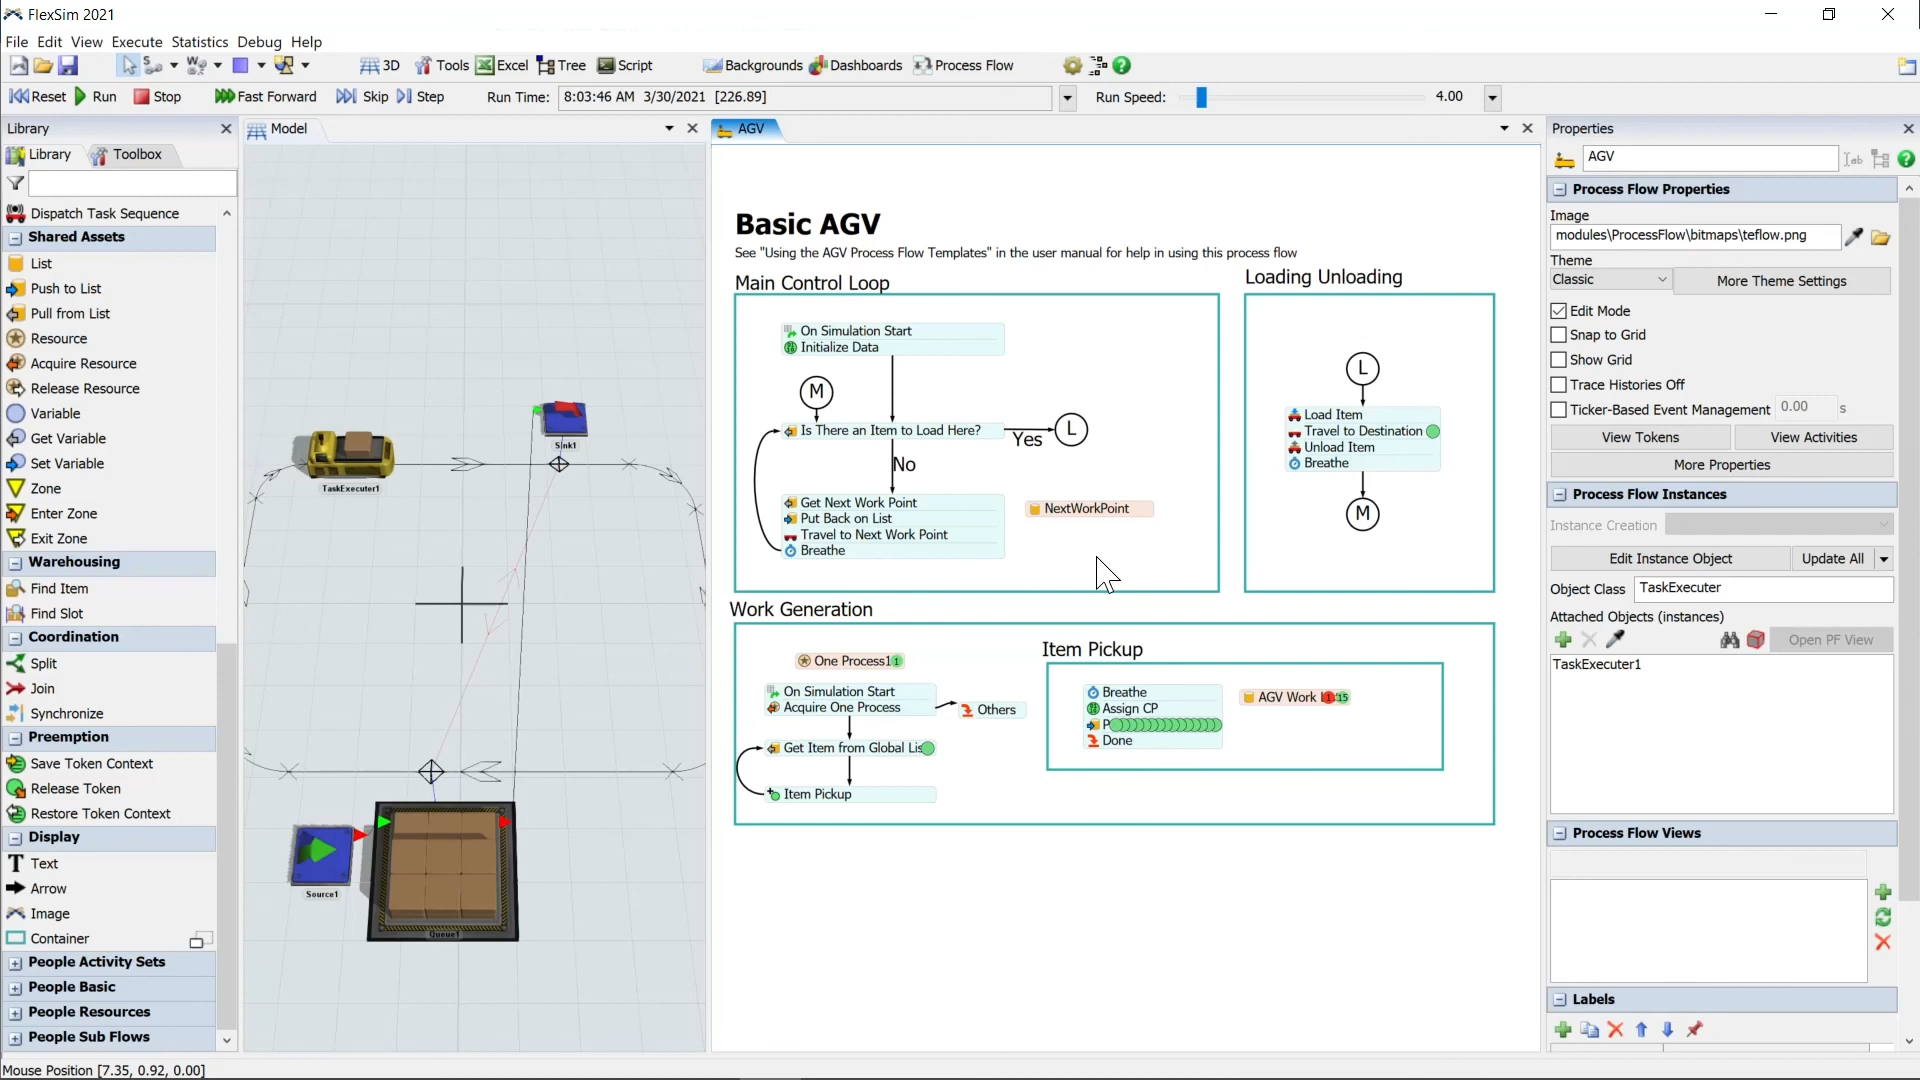 FlexSim 2021
File Edit View Execute Statistics Debug Help
3D Tools Excel Tree Script Backgrounds Dashboards Process Flow
Reset Run Stop Fast Forward Skip Step Run Time: 8:03:46 AM 3/30/2021 [226.89] Run Speed: 4.00
Library
Library Toolbox
Dispatch Task Sequence
Shared Assets
List
Push to List
Pull from List
Resource
Acquire Resource
Release Resource
Variable
Get Variable
Set Variable
Zone
Enter Zone
Exit Zone
Warehousing
Find Item
Find Slot
Coordination
Split
Join
Synchronize
Preemption
Save Token Context
Release Token
Restore Token Context
Display
Text
Arrow
Image
Container
People Activity Sets
People Basic
People Resources
People Sub Flows
Mouse Position [7.35, 0.92, 0.00]
Model
TaskExecuter1
Sink1
Source1
Queue1
AGV
Basic AGV
See "Using the AGV Process Flow Templates" in the user manual for help in using this process flow
Main Control Loop
On Simulation Start
Initialize Data
M
Is There an Item to Load Here?
Yes
L
No
Get Next Work Point
Put Back on List
Travel to Next Work Point
Breathe
NextWorkPoint
Loading Unloading
L
Load Item
Travel to Destination
Unload Item
Breathe
M
Work Generation
One Process1 1
On Simulation Start
Acquire One Process
Others
Get Item from Global Lis
Item Pickup
Item Pickup
Breathe
Assign CP
P
Done
AGV Work 15
Properties
AGV
Process Flow Properties
Image
modules\ProcessFlow\bitmaps\teflow.png
Theme
Classic More Theme Settings
Edit Mode
Snap to Grid
Show Grid
Trace Histories Off
Ticker-Based Event Management 0.00 s
View Tokens View Activities
More Properties
Process Flow Instances
Instance Creation
Edit Instance Object Update All
Object Class TaskExecuter
Attached Objects (instances)
Open PF View
TaskExecuter1
Process Flow Views
Labels